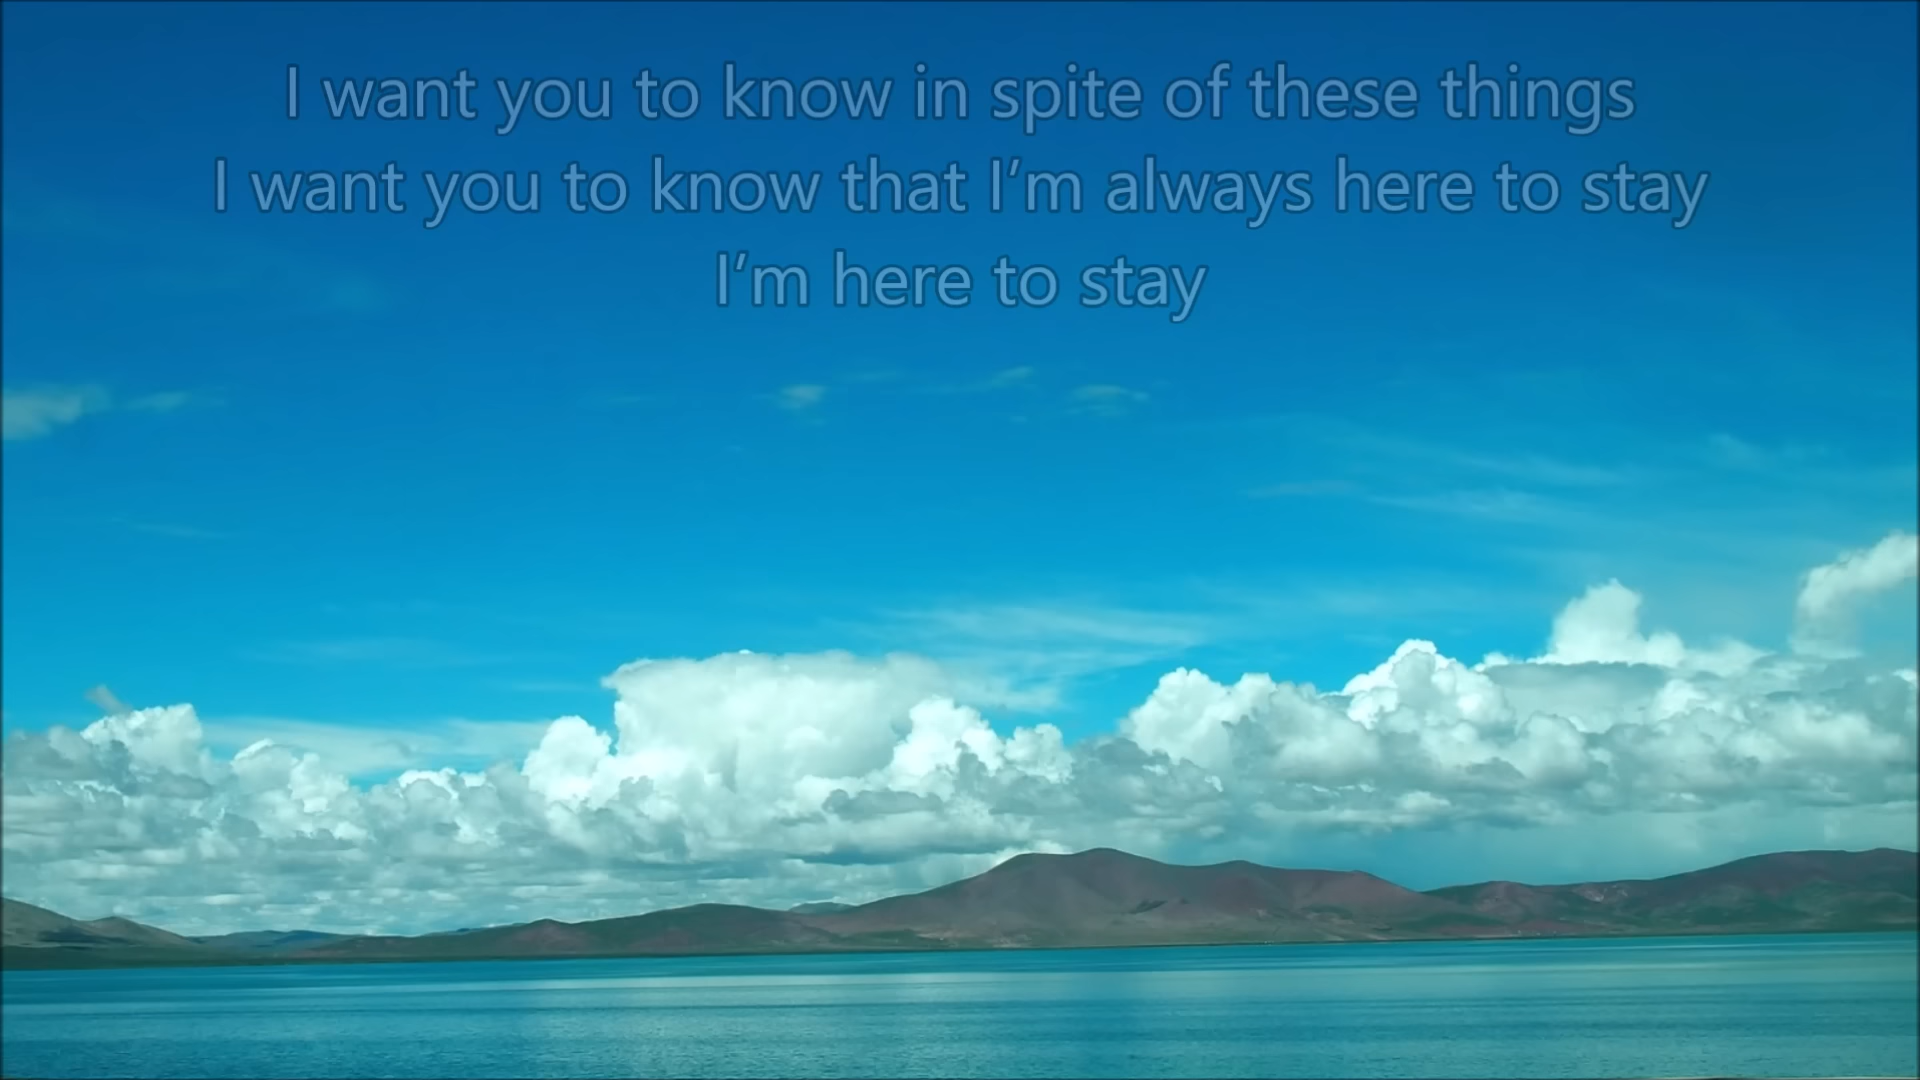 I want you to know in spite of these things
I want you to know that I’m always here to stay
I’m here to stay